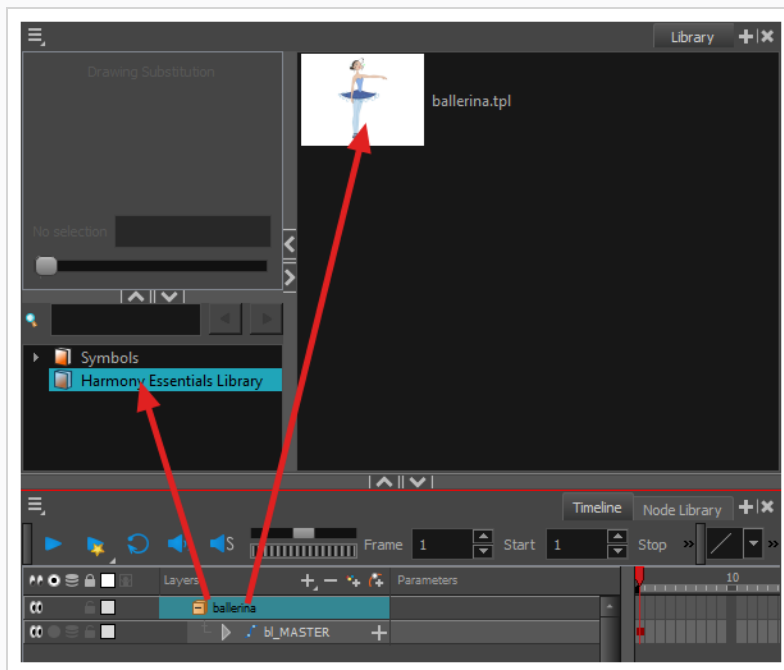 Library
Drawing Substitution
ballerina.tpl
No selection
Symbols
Harmony Essentials Library
Timeline
Node Library
S
Frame 1 Start 1 Stop »
»
Layers Parameters 10
ballerina
bl_MASTER